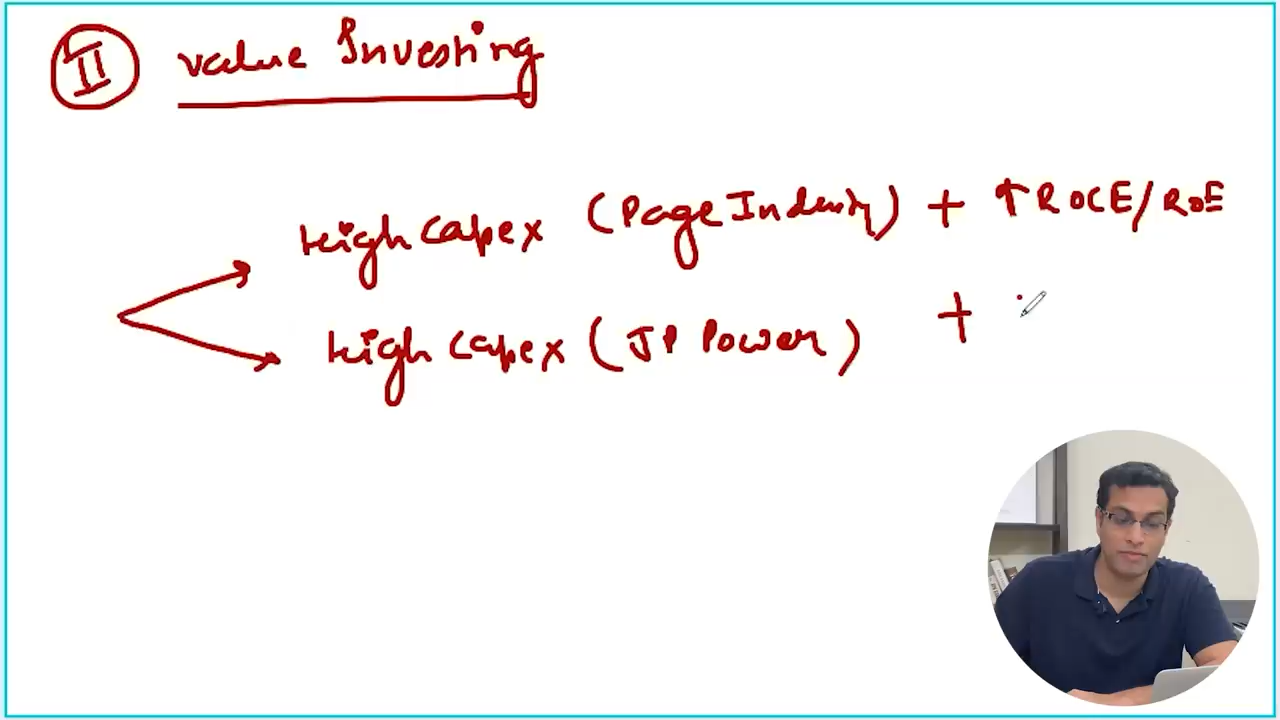 II value Investing
High Capex (Page Industry) + ↑ ROCE/ROE
High Capex (JP Power) +